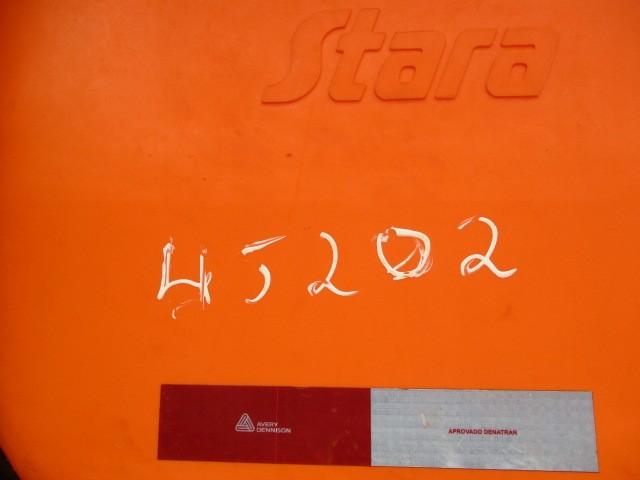 Stara
45202
AVERY
DENNISON
APROVADO DENATRAN